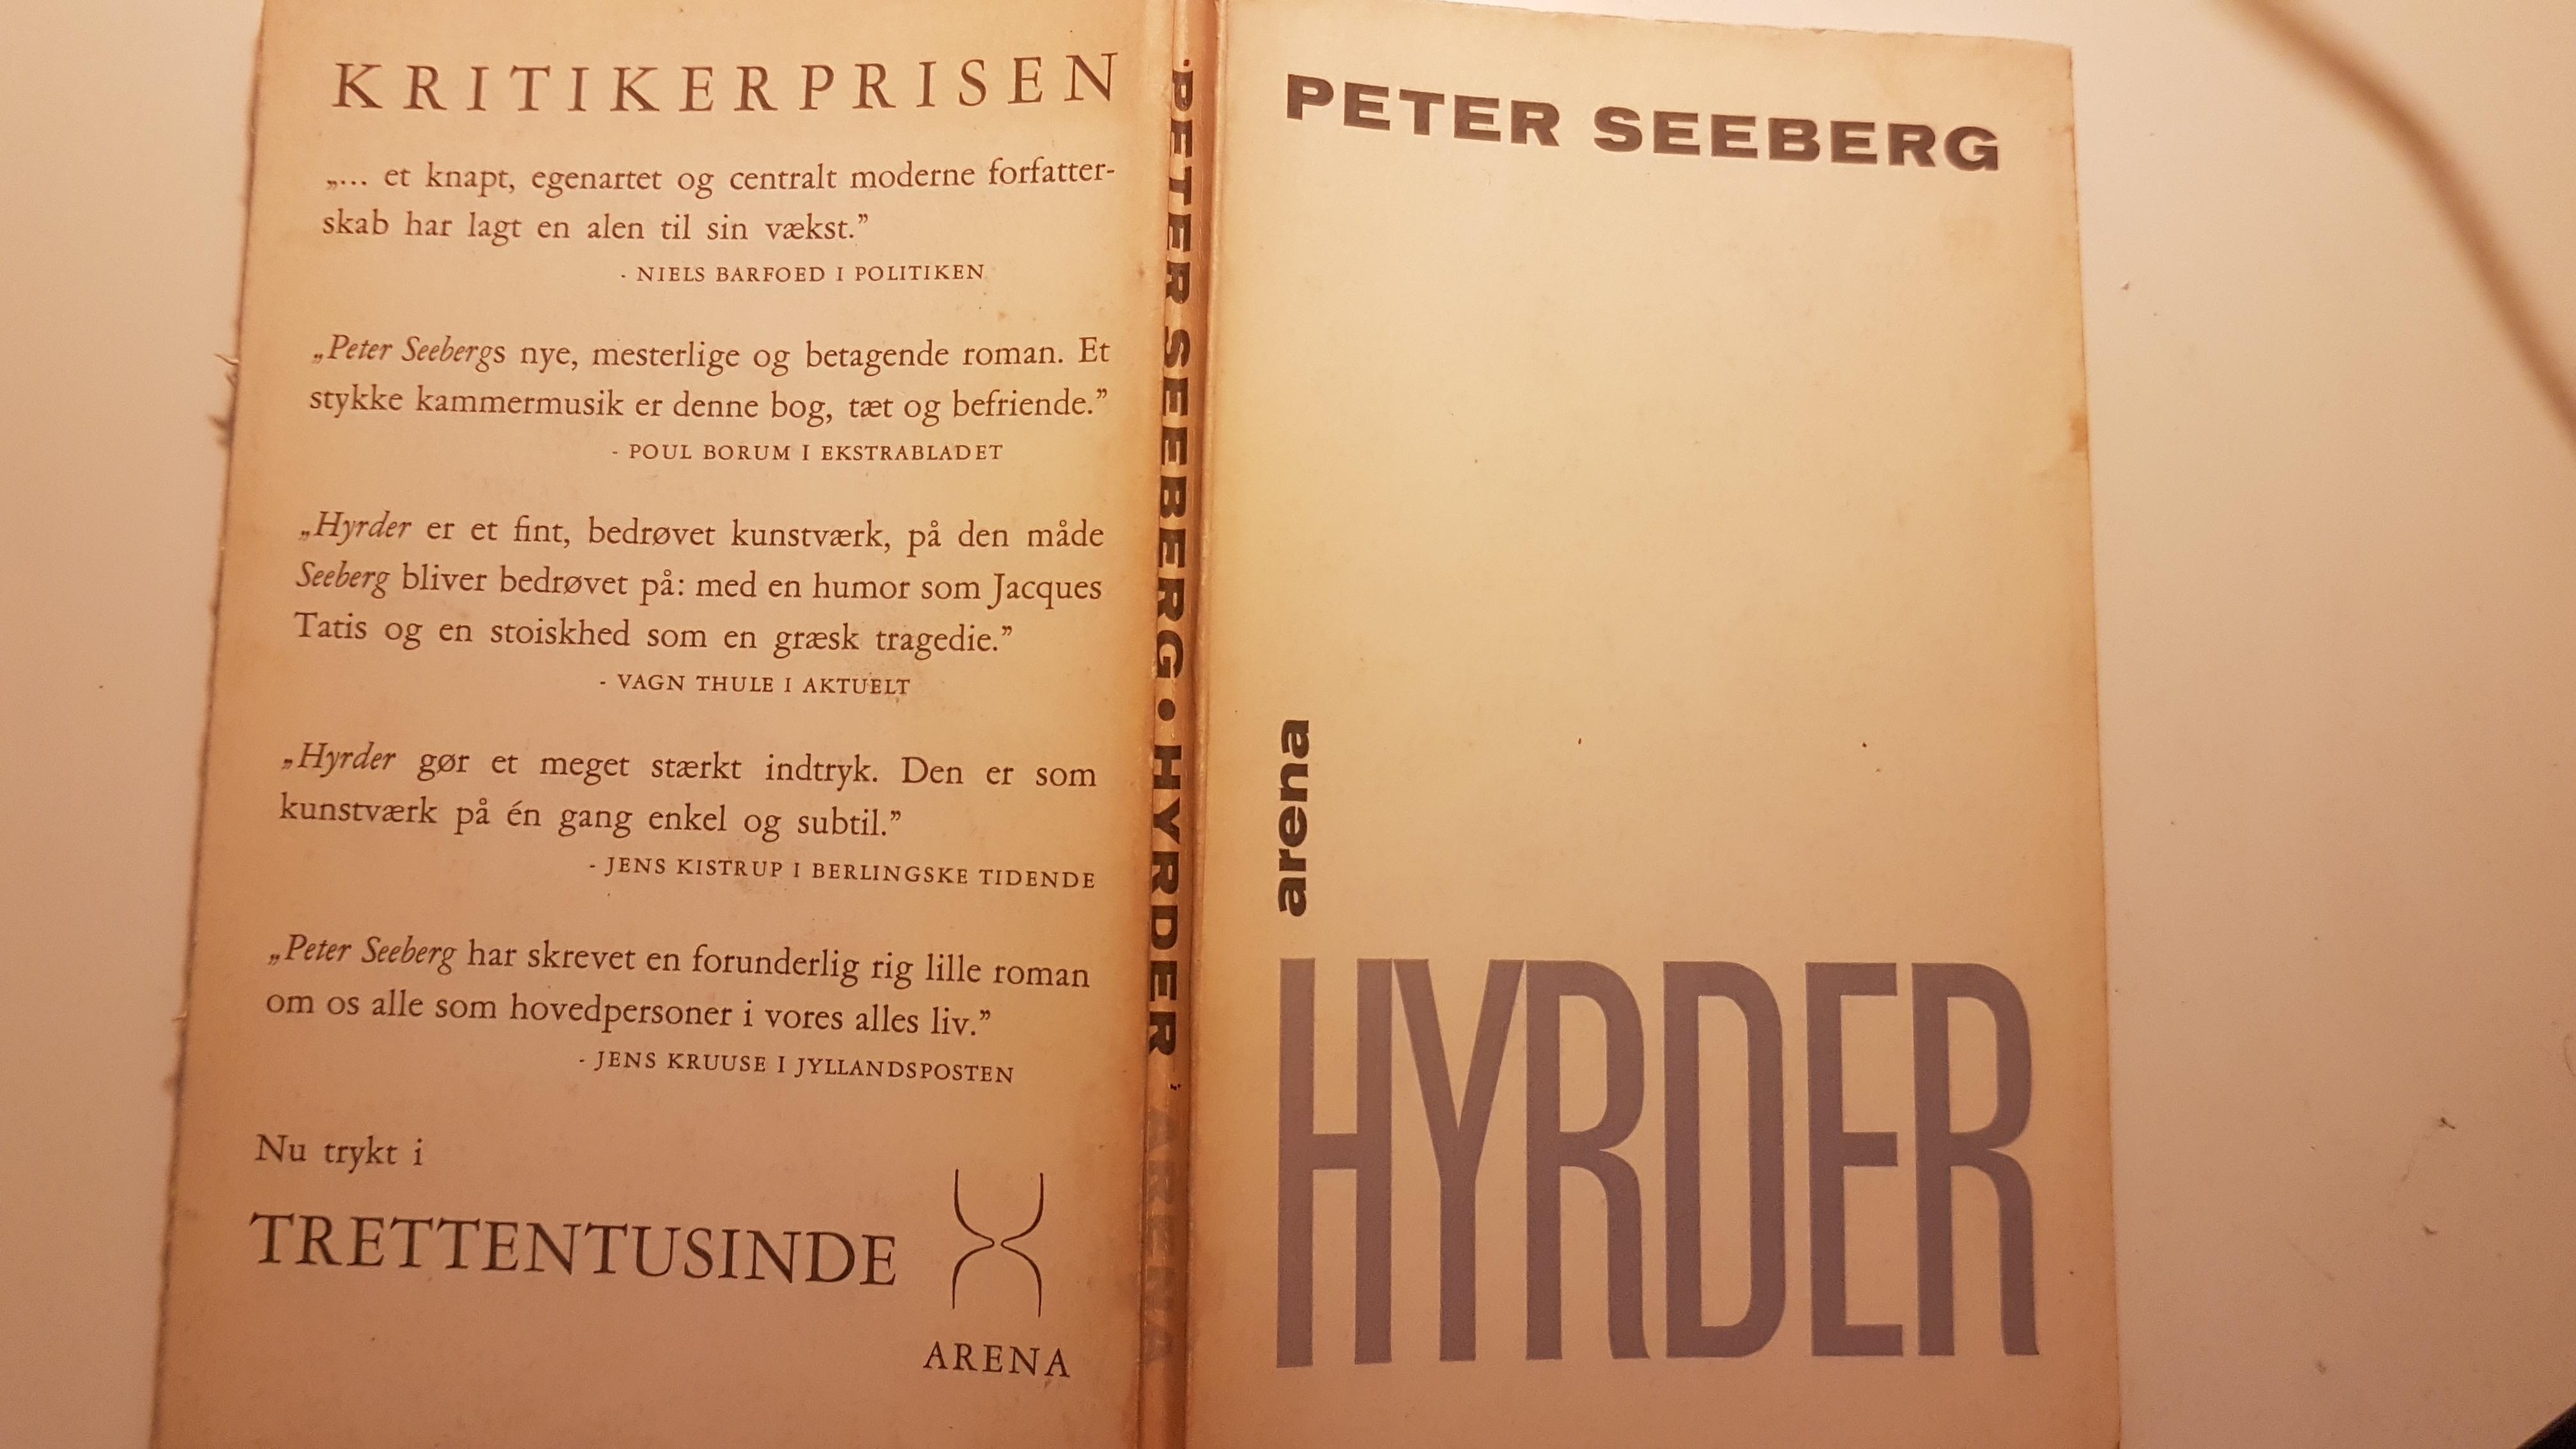 KRITIKERPRISEN
„... et knapt, egenartet og centralt moderne forfatter-
skab har lagt en alen til sin vækst.”
- NIELS BARFOED I POLITIKEN
„Peter Seebergs nye, mesterlige og betagende roman. Et
stykke kammermusik er denne bog, tæt og befriende.”
- POUL BORUM I EKSTRABLADET
„Hyrder er et fint, bedrøvet kunstværk, på den måde
Seeberg bliver bedrøvet på: med en humor som Jacques
Tatis og en stoiskhed som en græsk tragedie.”
- VAGN THULE I AKTUELT
„Hyrder gør et meget stærkt indtryk. Den er som
kunstværk på én gang enkel og subtil.”
- JENS KISTRUP I BERLINGSKE TIDENDE
„Peter Seeberg har skrevet en forunderlig rig lille roman
om os alle som hovedpersoner i vores alles liv.”
- JENS KRUUSE I JYLLANDSPOSTEN
Nu trykt i
TRETTENTUSINDE
ARENA
PETER SEEBERG • HYRDER ARENA
PETER SEEBERG
arena
HYRDER